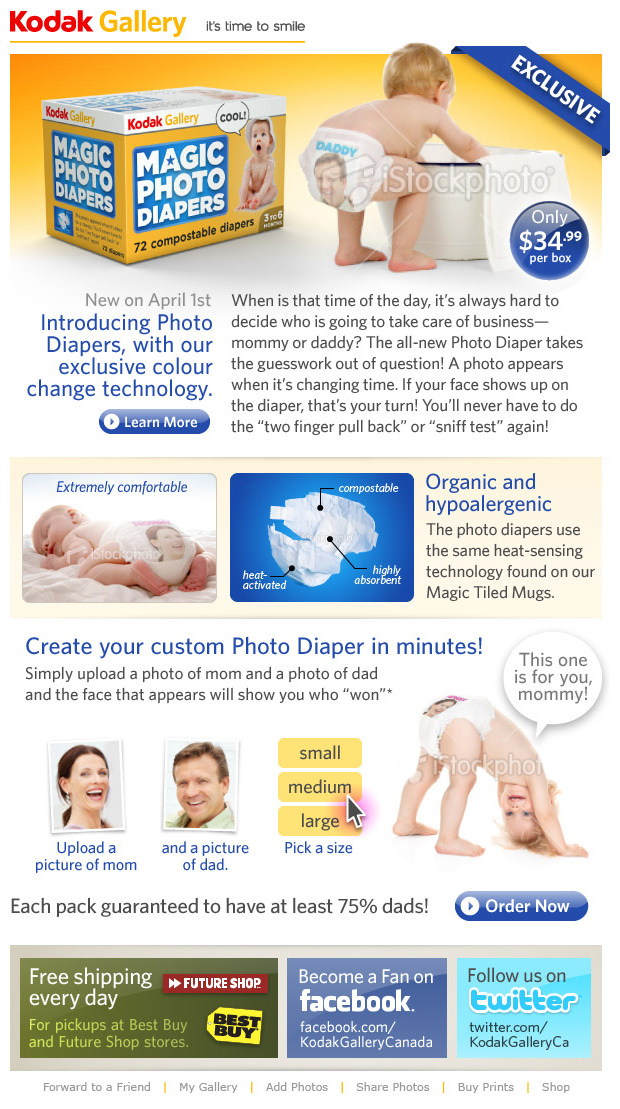 Kodak Gallery it's time to smile
EXCLUSIVE
Kodak Gallery
Kodak Gallery
COOL!
MAGIC
PHOTO
DIAPERS
MAGIC
PHOTO
DIAPERS
72 diapers
72 compostable diapers
3 TO 6
MONTHS
DADDY
iStockphoto
Only
$34.99
per box
New on April 1st
Introducing Photo
Diapers, with our
exclusive colour
change technology.
Learn More
When is that time of the day, it's always hard to
decide who is going to take care of business—
mommy or daddy? The all-new Photo Diaper takes
the guesswork out of question! A photo appears
when it's changing time. If your face shows up on
the diaper, that's your turn! You'll never have to do
the “two finger pull back” or “sniff test” again!
Extremely comfortable
iStockphoto
compostable
heat-
activated
highly
absorbent
Organic and
hypoallergenic
The photo diapers use
the same heat-sensing
technology found on our
Magic Tiled Mugs.
Create your custom Photo Diaper in minutes!
Simply upload a photo of mom and a photo of dad
and the face that appears will show you who “won”*
This one
is for you,
mommy!
iStockphoto
small
medium
large
Upload a
picture of mom
and a picture
of dad.
Pick a size
Each pack guaranteed to have at least 75% dads!
Order Now
Free shipping
every day
FUTURE SHOP
For pickups at Best Buy
and Future Shop stores.
BEST
BUY
Become a Fan on
facebook.
facebook.com/
KodakGalleryCanada
Follow us on
twitter
twitter.com/
KodakGalleryCa
Forward to a Friend | My Gallery | Add Photos | Share Photos | Buy Prints | Shop